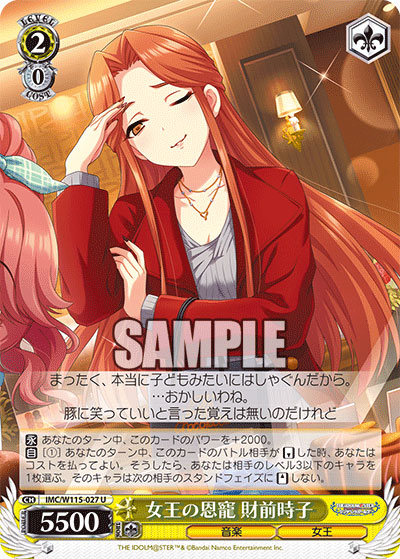 LEVEL
2
0
COST
SAMPLE
まったく、本当に子どもみたいにはしゃぐんだから。
…おかしいわね。
豚に笑っていいと言った覚えは無いのだけれど
永 あなたのターン中、このカードのパワーを+2000。
自 [①] あなたのターン中、このカードのバトル相手が した時、あなたは
コストを払ってよい。そうしたら、あなたは相手のレベル3以下のキャラを
1枚選ぶ。そのキャラは次の相手のスタンドフェイズに しない。
CH IMC/W115-027 U
5500
女王の恩寵 財前時子
音楽 女王
THE IDOLM@STER™& ©Bandai Namco Entertainment Inc.